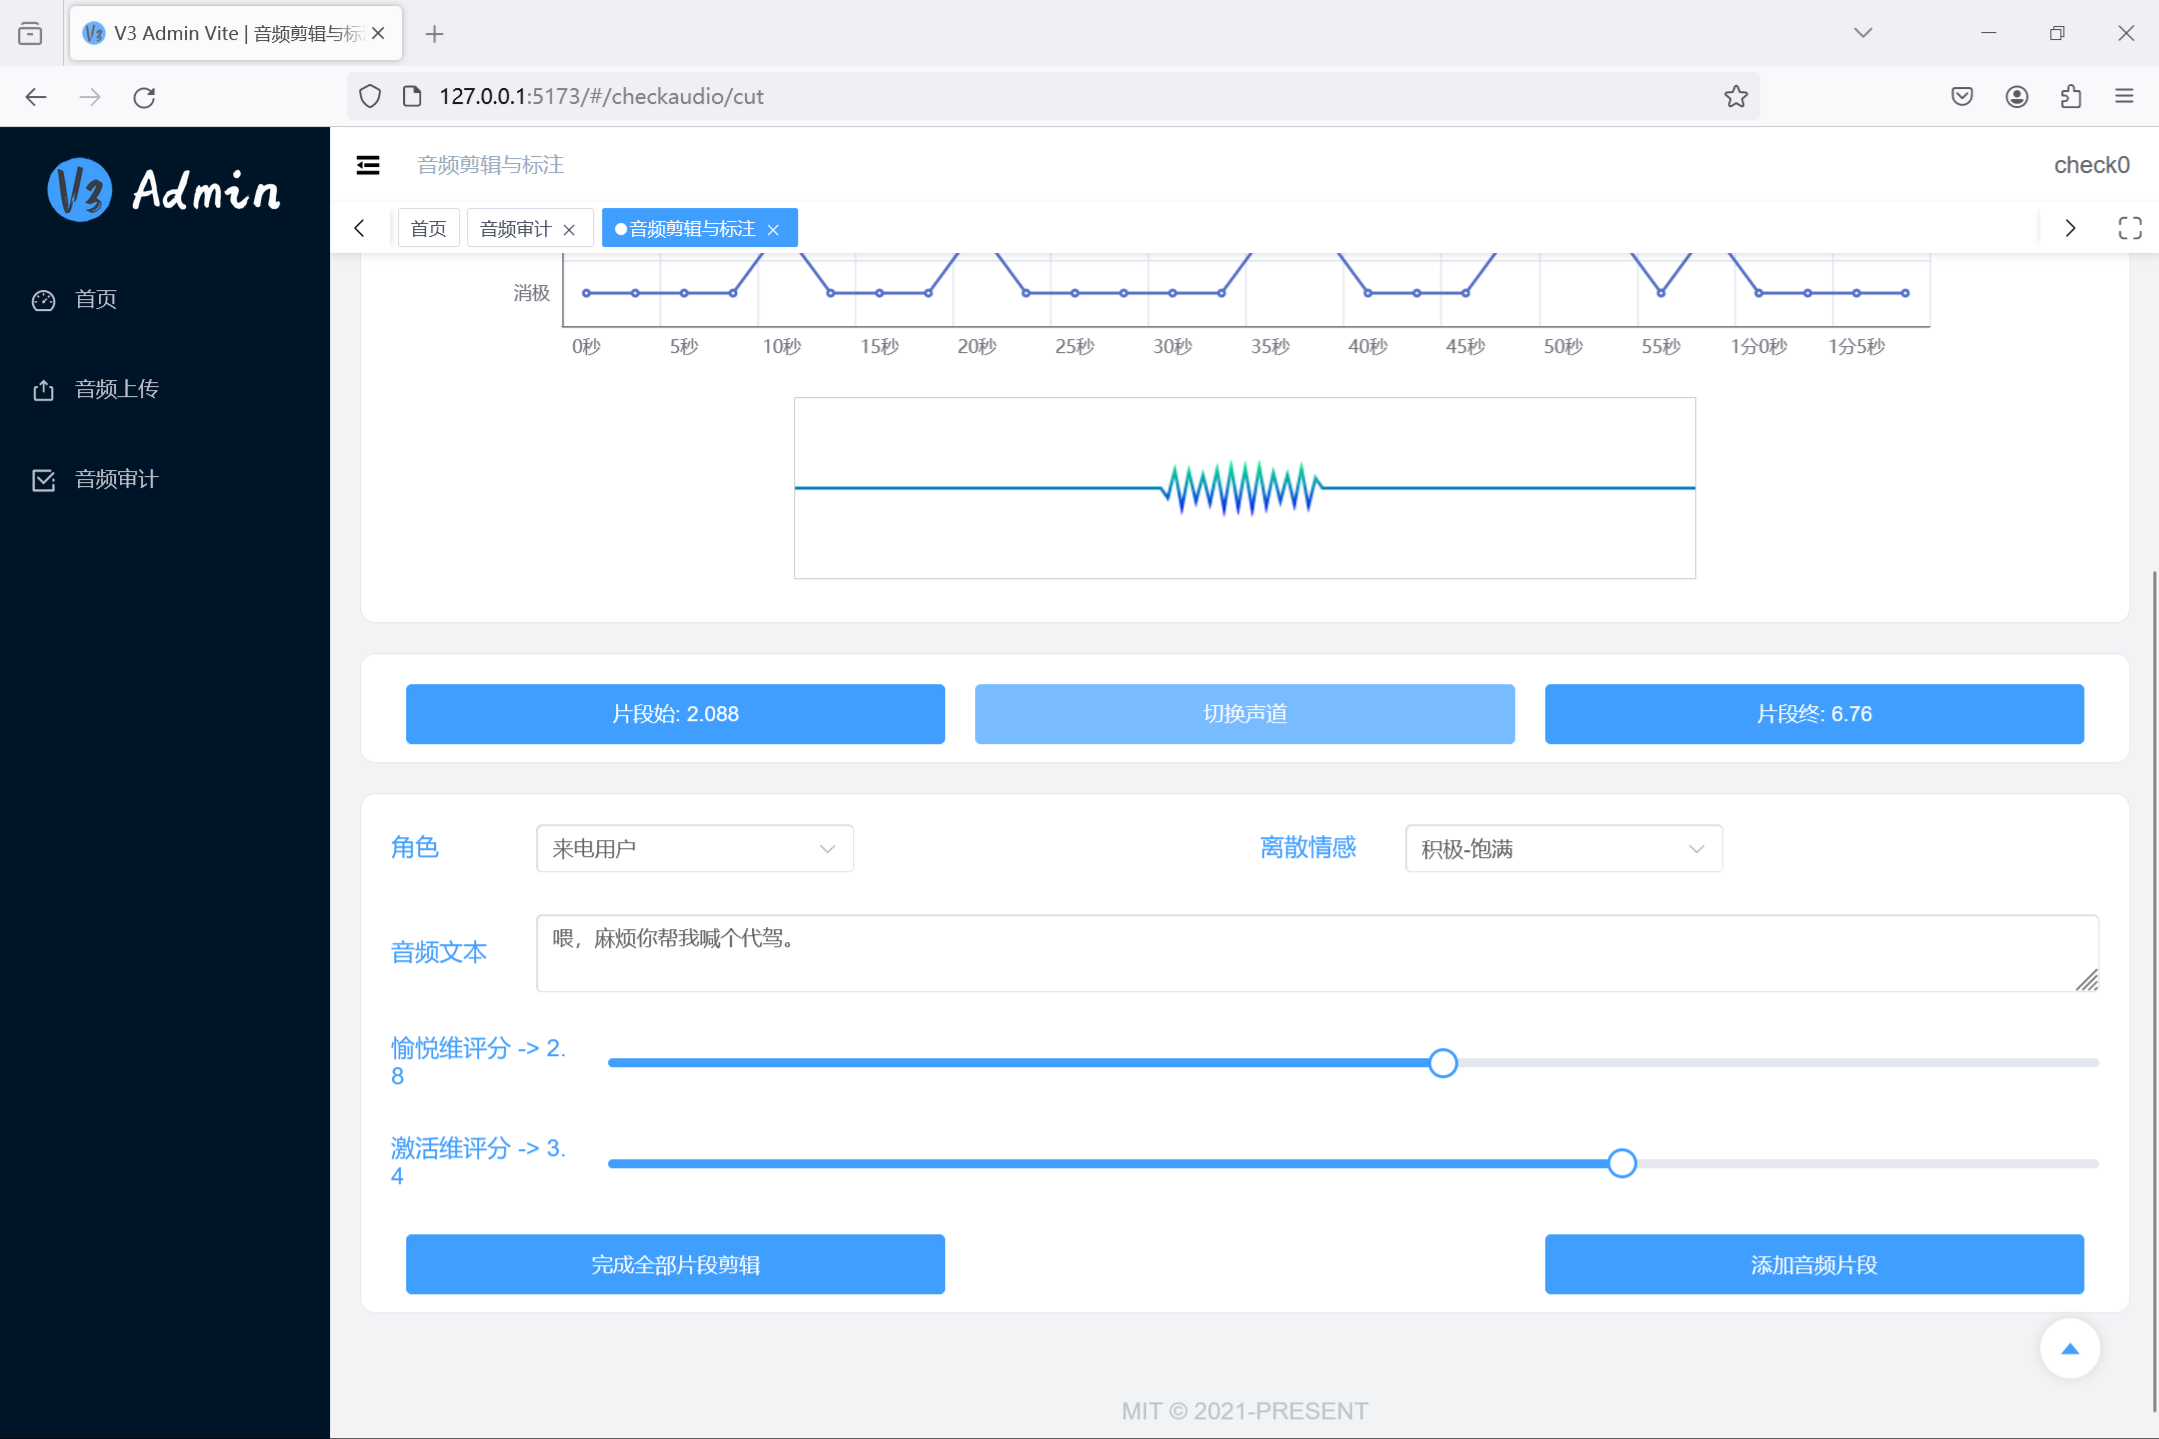 V3 Admin Vite | 音频剪辑与标
127.0.0.1:5173/#/checkaudio/cut
V3 Admin
音频剪辑与标注
check0
首页
音频审计
音频剪辑与标注
首页
音频上传
音频审计
消极
0秒 5秒 10秒 15秒 20秒 25秒 30秒 35秒 40秒 45秒 50秒 55秒 1分0秒 1分5秒
片段始: 2.088
切换声道
片段终: 6.76
角色
来电用户
离散情感
积极-饱满
音频文本
喂，麻烦你帮我喊个代驾。
愉悦维评分 -> 2.
8
激活维评分 -> 3.
4
完成全部片段剪辑
添加音频片段
MIT © 2021-PRESENT